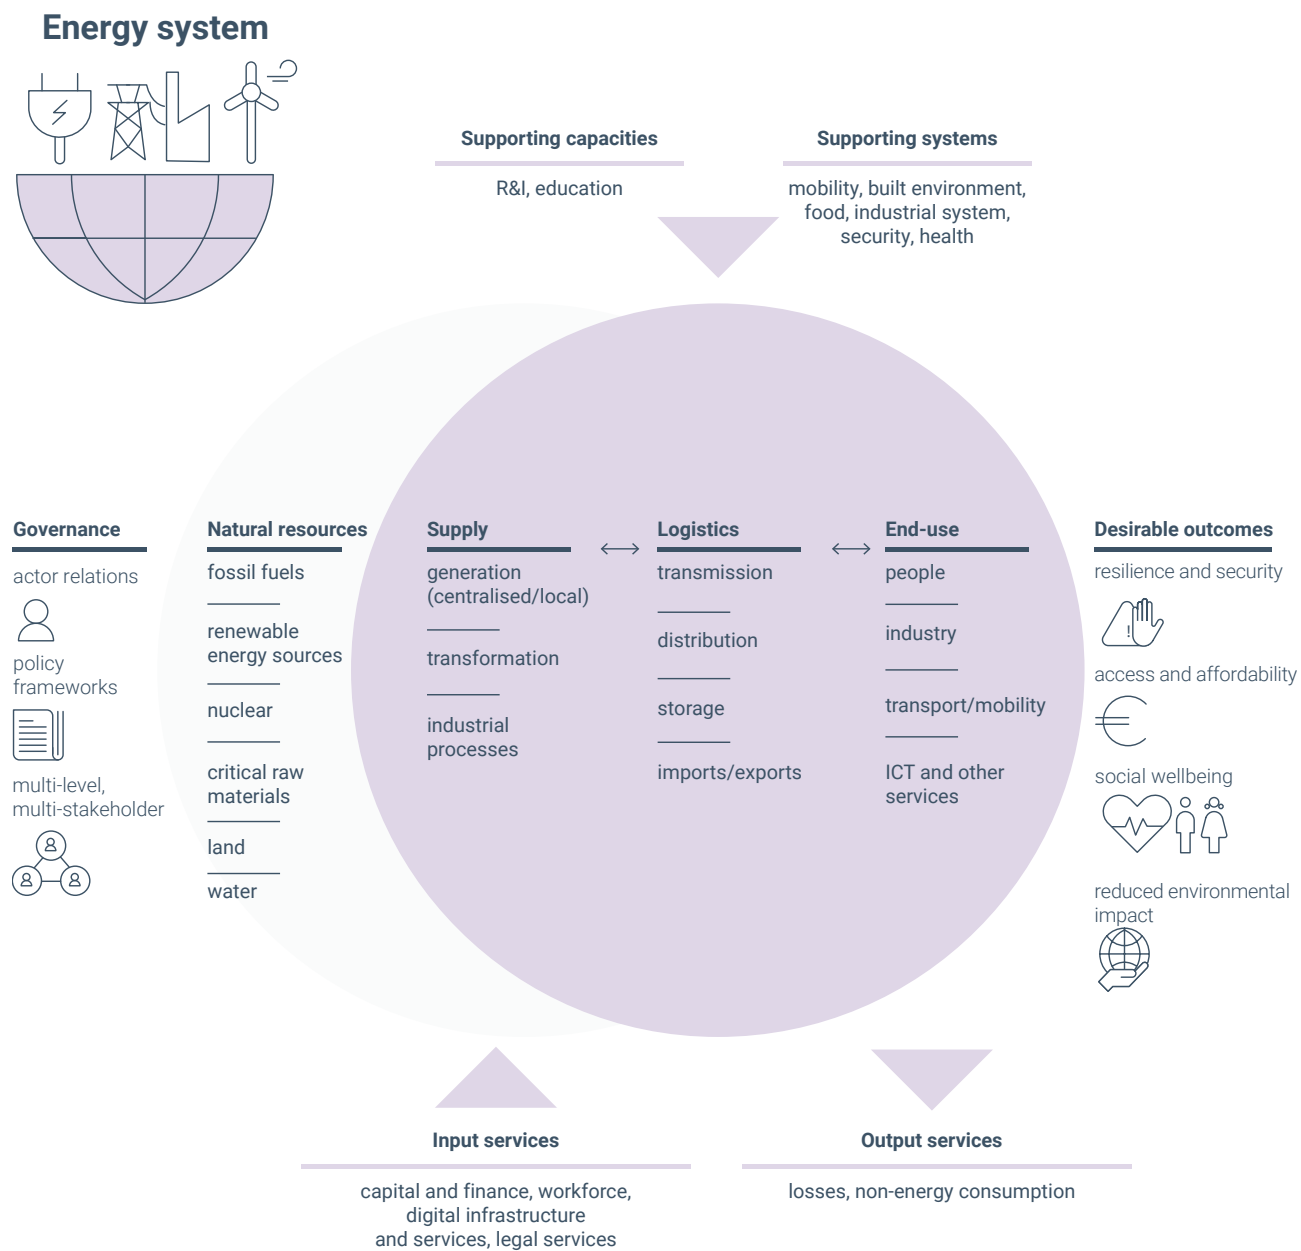 Energy system
Supporting capacities
R&I, education
Supporting systems
mobility, built environment,
food, industrial system,
security, health
Governance
actor relations
policy
frameworks
multi-level,
multi-stakeholder
Natural resources
fossil fuels
renewable
energy sources
nuclear
critical raw
materials
land
water
Supply
generation
(centralised/local)
transformation
industrial
processes
Logistics
transmission
distribution
storage
imports/exports
End-use
people
industry
transport/mobility
ICT and other
services
Desirable outcomes
resilience and security
!
access and affordability
social wellbeing
reduced environmental
impact
Input services
capital and finance, workforce,
digital infrastructure
and services, legal services
Output services
losses, non-energy consumption